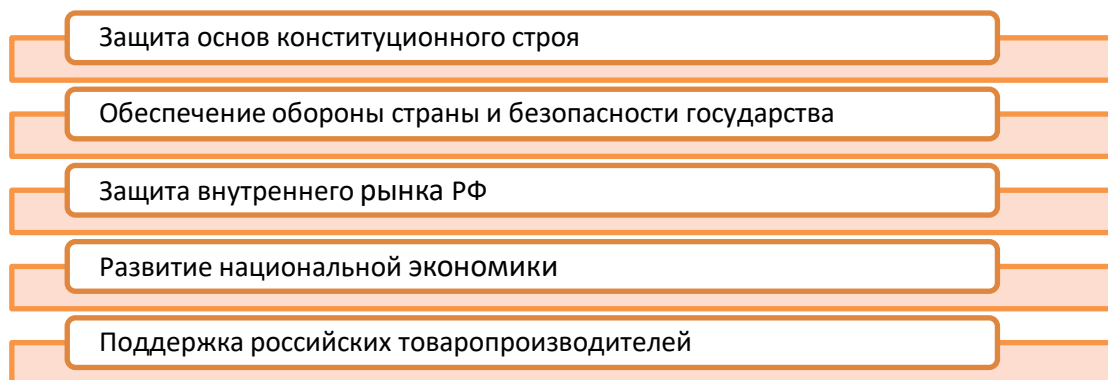 Защита основ конституционного строя
Обеспечение обороны страны и безопасности государства
Защита внутреннего рынка РФ
Развитие национальной экономики
Поддержка российских товаропроизводителей